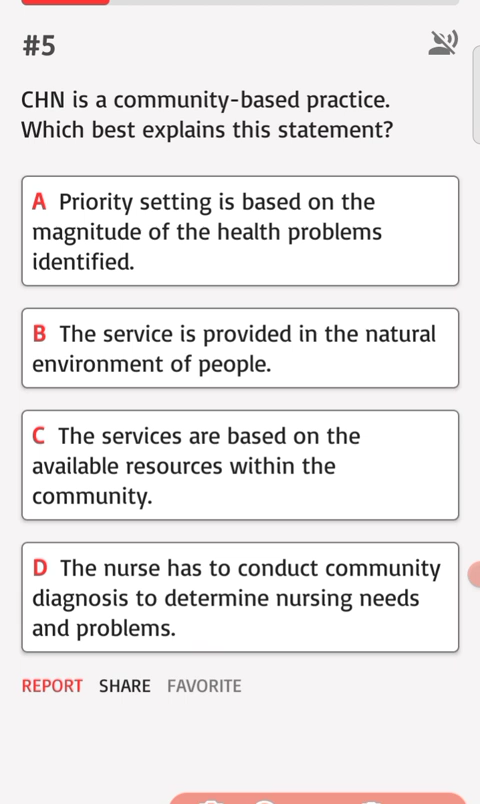 #5
CHN is a community-based practice.
Which best explains this statement?
A Priority setting is based on the
magnitude of the health problems
identified.
B The service is provided in the natural
environment of people.
C The services are based on the
available resources within the
community.
D The nurse has to conduct community
diagnosis to determine nursing needs
and problems.
REPORT SHARE FAVORITE